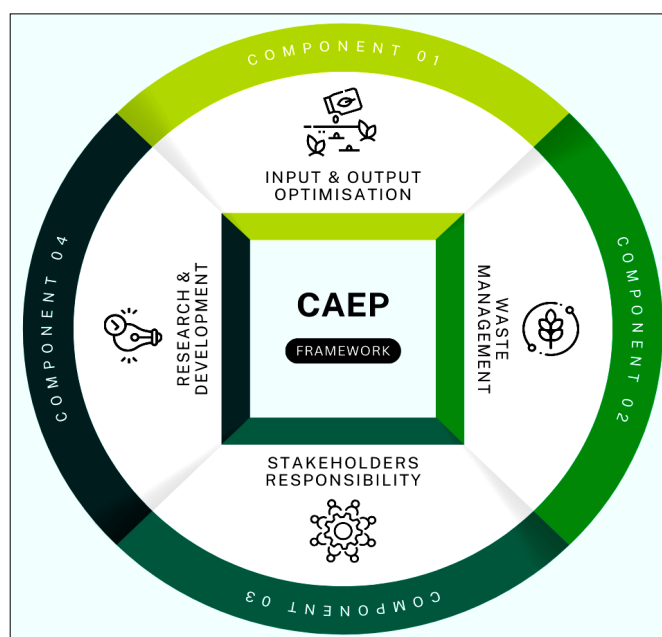 COMPONENT 01
INPUT & OUTPUT
OPTIMISATION
COMPONENT 02
WASTE
MANAGEMENT
COMPONENT 03
STAKEHOLDERS
RESPONSIBILITY
COMPONENT 04
RESEARCH &
DEVELOPMENT
CAEP
FRAMEWORK